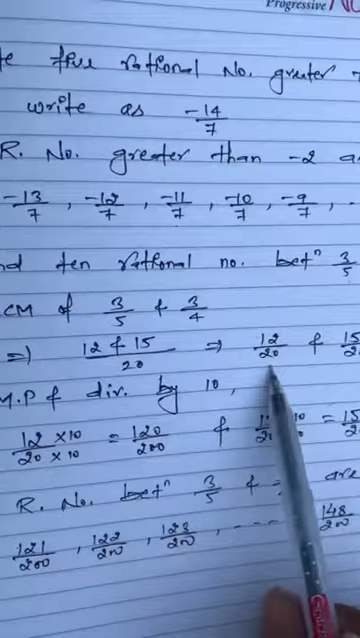 Progressive
five rational No. greater
write as -14/7
R. No. greater than -2
-13/7 , -12/7 , -11/7 , -10/7 , -9/7 , ..
ten rational no. betn 3/5
CM of 3/5 & 3/4
=) 12 & 15/20 => 12/20 & 15/2
M.P & div. by 10,
12 × 10/20 × 10 = 120/200 &
R. No. betn 3/5 & are
121/200 , 122/200 , 123/200 , - - - - 148/200